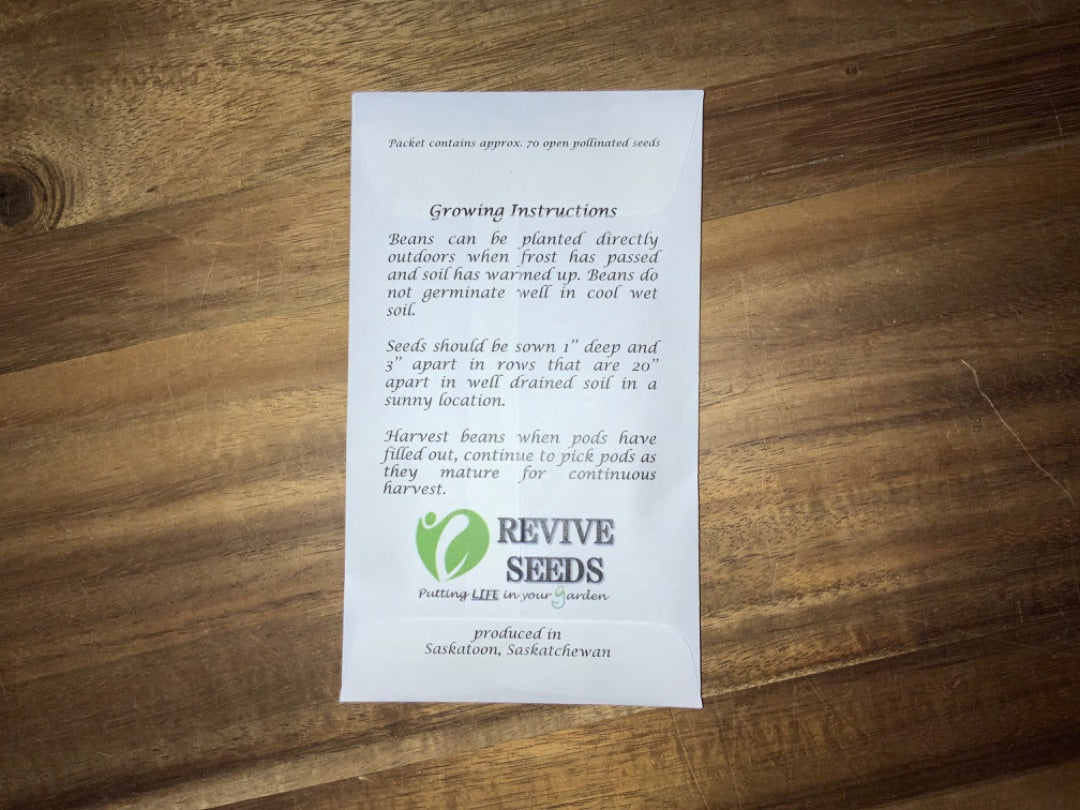 Packet contains approx. 70 open pollinated seeds
Growing Instructions
Beans can be planted directly
outdoors when frost has passed
and soil has warmed up. Beans do
not germinate well in cool wet
soil.
Seeds should be sown 1" deep and
3" apart in rows that are 20"
apart in well drained soil in a
sunny location.
Harvest beans when pods have
filled out, continue to pick pods as
they mature for continuous
harvest.
REVIVE
SEEDS
Putting LIFE in your garden
produced in
Saskatoon, Saskatchewan